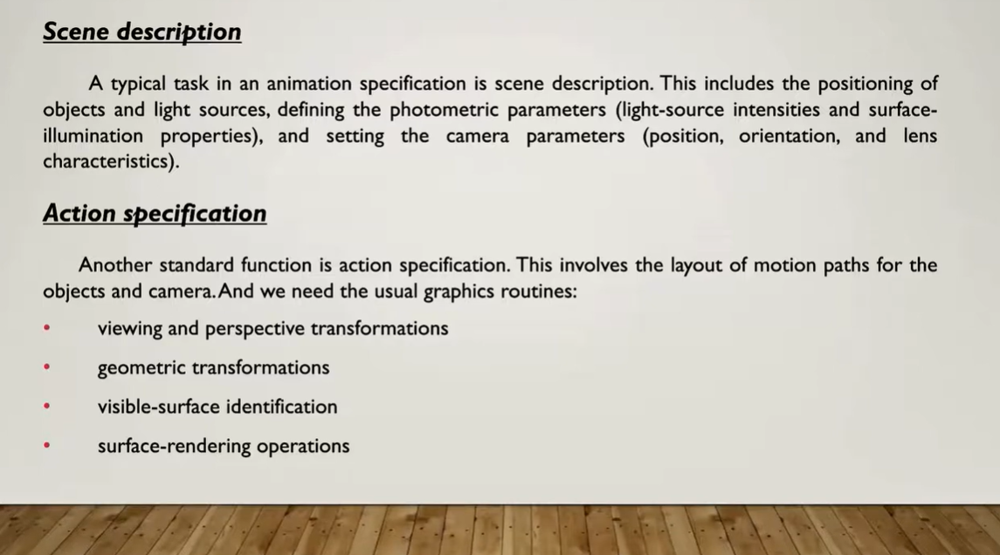 Scene description
A typical task in an animation specification is scene description. This includes the positioning of
objects and light sources, defining the photometric parameters (light-source intensities and surface-
illumination properties), and setting the camera parameters (position, orientation, and lens
characteristics).
Action specification
Another standard function is action specification. This involves the layout of motion paths for the
objects and camera. And we need the usual graphics routines:
• viewing and perspective transformations
• geometric transformations
• visible-surface identification
• surface-rendering operations